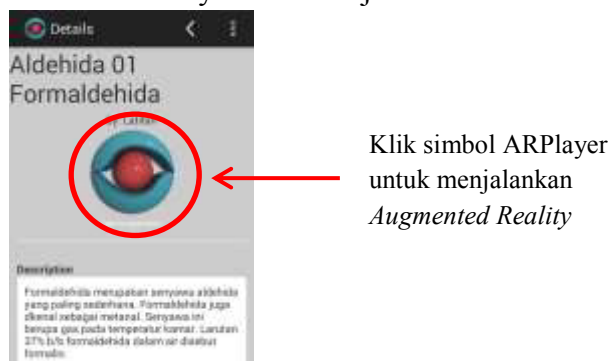 Details
Aldehida 01
Formaldehida
Klik simbol ARPlayer
untuk menjalankan
Augmented Reality
Description
Formaldehida merupakan senyawa aldehida
yang paling sederhana. Formaldehida juga
dikenal sebagai metanal. Senyawa ini
berupa gas pada temperatur kamar. Larutan
37% b/b formaldehida dalam air disebut
formalin.